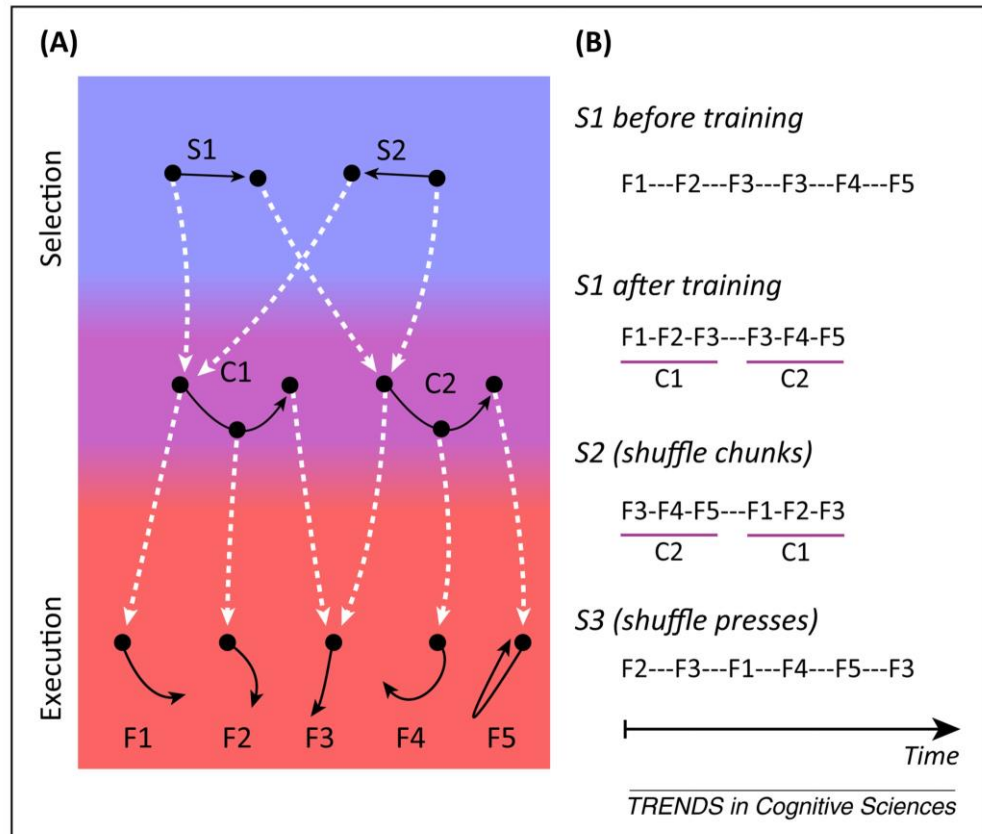 (A)
Selection
Execution
S1
S2
C1
C2
F1
F2
F3
F4
F5
(B)
S1 before training
F1---F2---F3---F3---F4---F5
S1 after training
F1-F2-F3---F3-F4-F5
C1
C2
S2 (shuffle chunks)
F3-F4-F5---F1-F2-F3
C2
C1
S3 (shuffle presses)
F2---F3---F1---F4---F5---F3
Time
TRENDS in Cognitive Sciences